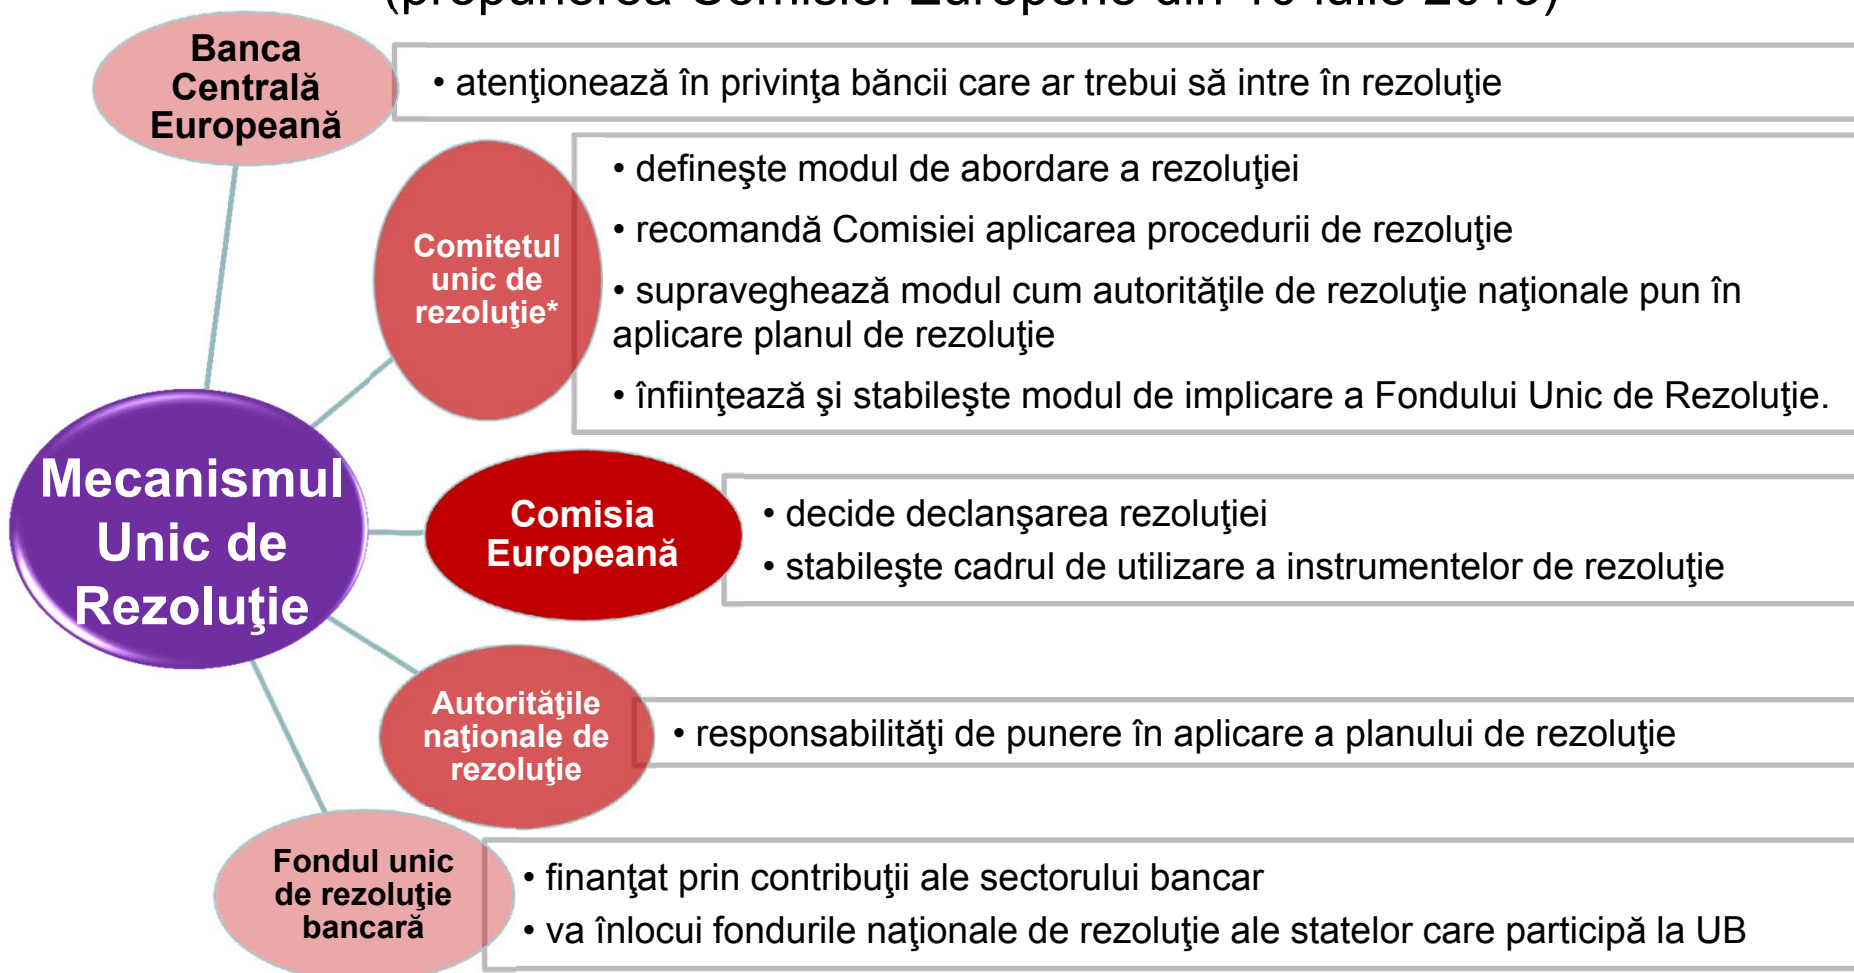 Banca
Centrală
Europeană
• atenţionează în privinţa băncii care ar trebui să intre în rezoluţie
Comitetul
unic de
rezoluţie*
• defineşte modul de abordare a rezoluţiei
• recomandă Comisiei aplicarea procedurii de rezoluţie
• supraveghează modul cum autorităţile de rezoluţie naţionale pun în
aplicare planul de rezoluţie
• înfiinţează şi stabileşte modul de implicare a Fondului Unic de Rezoluţie.
Mecanismul
Unic de
Rezoluţie
Comisia
Europeană
• decide declanşarea rezoluţiei
• stabileşte cadrul de utilizare a instrumentelor de rezoluţie
Autorităţile
naţionale de
rezoluţie
• responsabilităţi de punere în aplicare a planului de rezoluţie
Fondul unic
de rezoluţie
bancară
• finanţat prin contribuţii ale sectorului bancar
• va înlocui fondurile naţionale de rezoluţie ale statelor care participă la UB